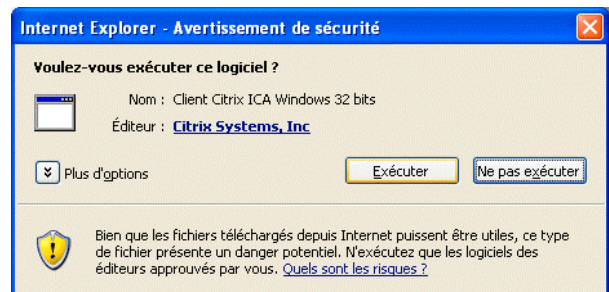 Internet Explorer - Avertissement de sécurité
Voulez-vous exécuter ce logiciel ?
Nom : Client Citrix ICA Windows 32 bits
Éditeur : Citrix Systems, Inc
Plus d'options
Exécuter
Ne pas exécuter
Bien que les fichiers téléchargés depuis Internet puissent être utiles, ce type
de fichier présente un danger potentiel. N'exécutez que les logiciels des
éditeurs approuvés par vous. Quels sont les risques ?